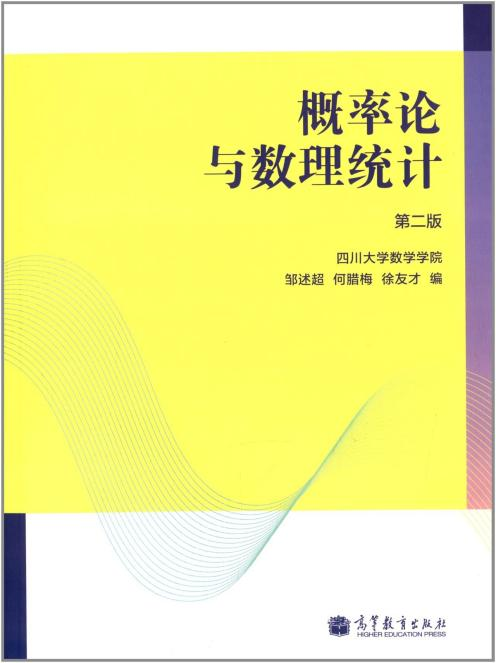 概率论
与数理统计
第二版
四川大学数学学院
邹述超 何腊梅 徐友才 编
高等教育出版社
HIGHER EDUCATION PRESS